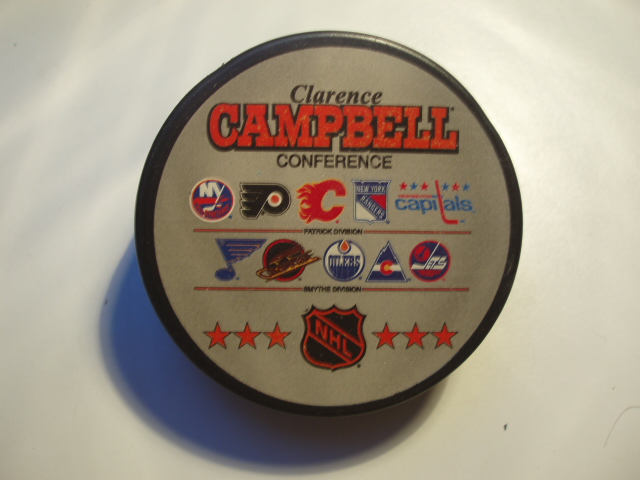 Clarence
CAMPBELL
CONFERENCE
NY NEW YORK RANGERS capitals
PATRICK DIVISION
OILERS JETS
SMYTHE DIVISION
NHL